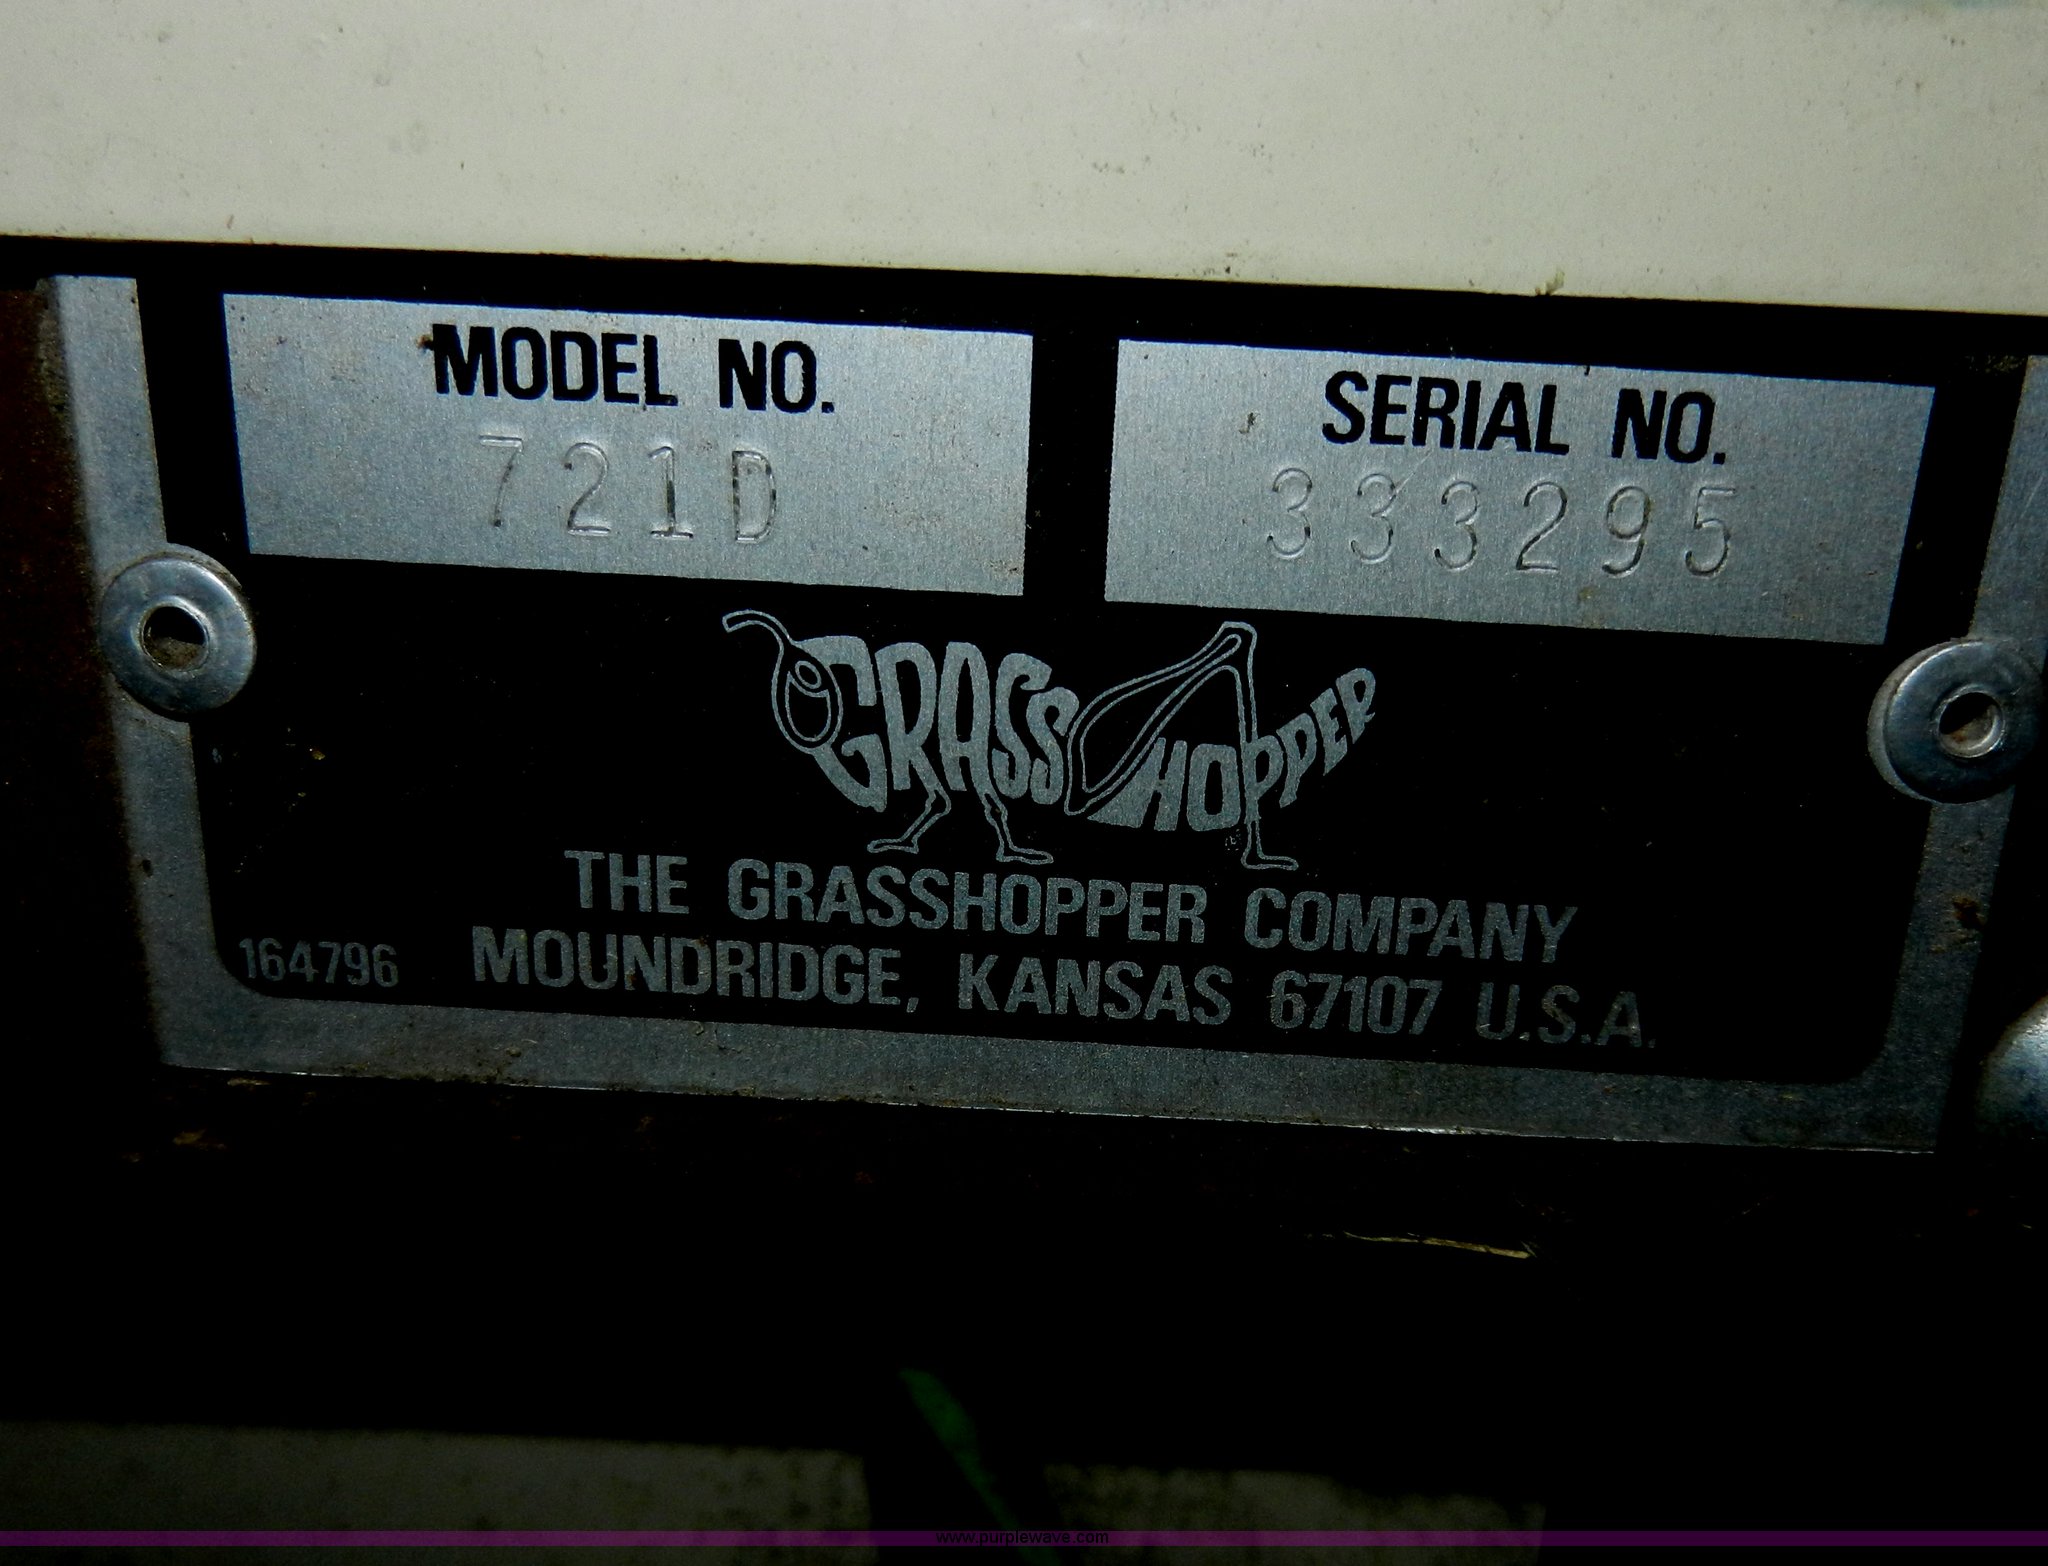 MODEL NO.
721D
SERIAL NO.
333295
GRASSHOPPER
THE GRASSHOPPER COMPANY
164796 MOUNDRIDGE, KANSAS 67107 U.S.A.
www.purplewave.com